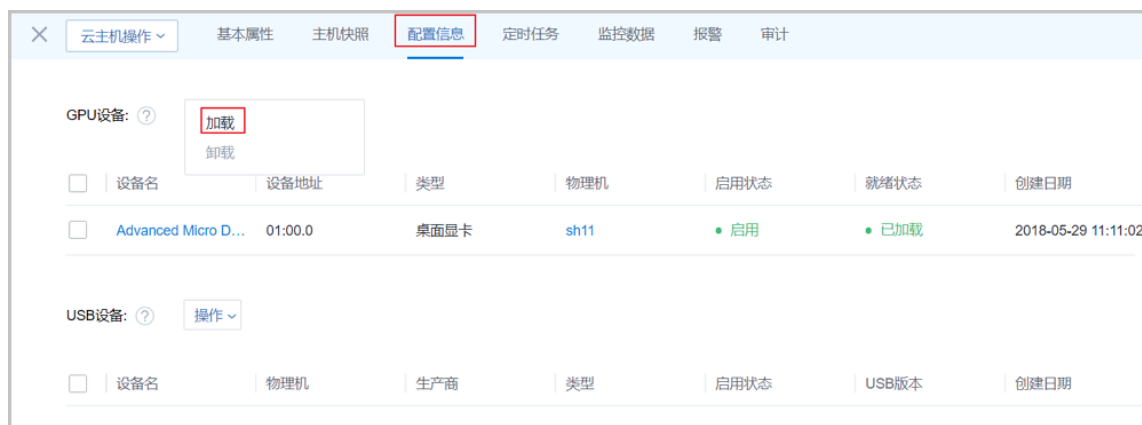 云主机操作 基本属性 主机快照 配置信息 定时任务 监控数据 报警 审计
GPU设备: ?
加载
卸载
设备名 设备地址 类型 物理机 启用状态 就绪状态 创建日期
Advanced Micro D... 01:00.0 桌面显卡 sh11 启用 已加载 2018-05-29 11:11:02
USB设备: ? 操作
设备名 物理机 生产商 类型 启用状态 USB版本 创建日期